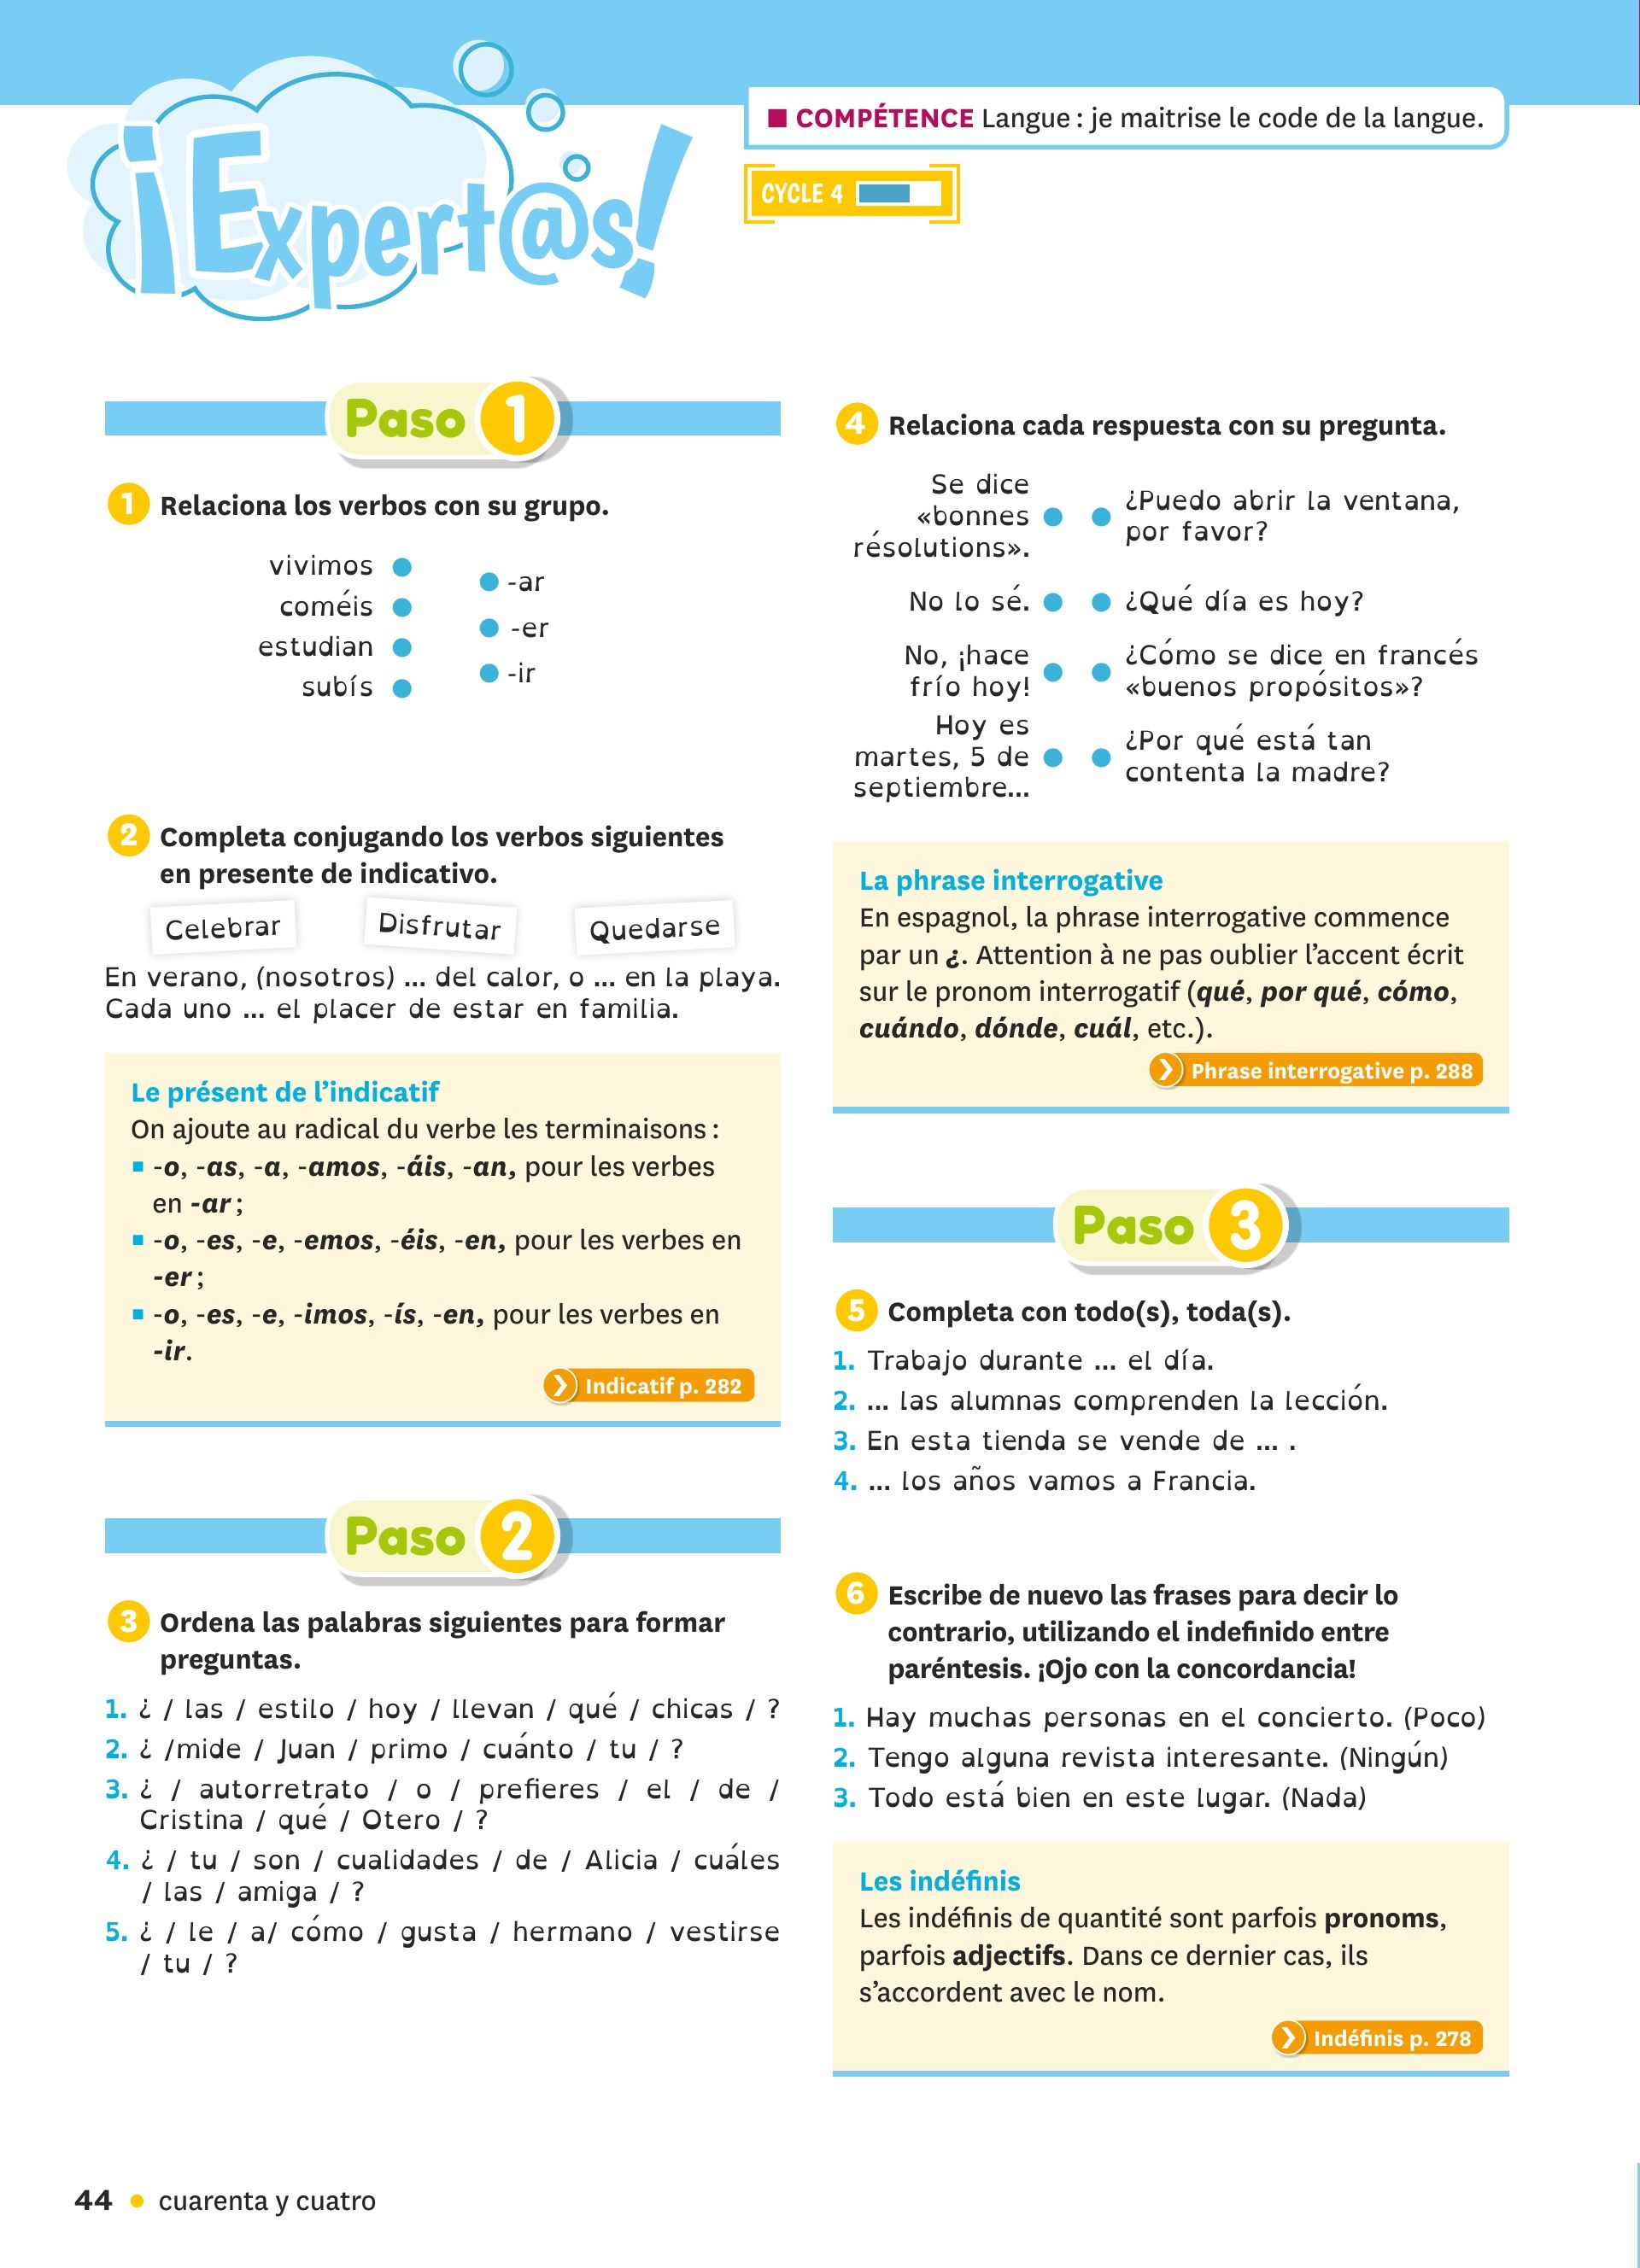 ¡Expert@s!
■ COMPÉTENCE Langue : je maitrise le code de la langue.
CYCLE 4
Paso 1
1 Relaciona los verbos con su grupo.
vivimos
coméis
estudian
subís
-ar
-er
-ir
2 Completa conjugando los verbos siguientes
en presente de indicativo.
Celebrar
Disfrutar
Quedarse
En verano, (nosotros) ... del calor, o ... en la playa.
Cada uno ... el placer de estar en familia.
Le présent de l’indicatif
On ajoute au radical du verbe les terminaisons :
■ -o, -as, -a, -amos, -áis, -an, pour les verbes
en -ar ;
■ -o, -es, -e, -emos, -éis, -en, pour les verbes en
-er ;
■ -o, -es, -e, -imos, -ís, -en, pour les verbes en
-ir.
Indicatif p. 282
Paso 2
3 Ordena las palabras siguientes para formar
preguntas.
1. ¿ / las / estilo / hoy / llevan / qué / chicas / ?
2. ¿ /mide / Juan / primo / cuánto / tu / ?
3. ¿ / autorretrato / o / prefieres / el / de /
Cristina / qué / Otero / ?
4. ¿ / tu / son / cualidades / de / Alicia / cuáles
/ las / amiga / ?
5. ¿ / le / a/ cómo / gusta / hermano / vestirse
/ tu / ?
4 Relaciona cada respuesta con su pregunta.
Se dice
«bonnes
résolutions».
No lo sé.
No, ¡hace
frío hoy!
Hoy es
martes, 5 de
septiembre...
¿Puedo abrir la ventana,
por favor?
¿Qué día es hoy?
¿Cómo se dice en francés
«buenos propósitos»?
¿Por qué está tan
contenta la madre?
La phrase interrogative
En espagnol, la phrase interrogative commence
par un ¿. Attention à ne pas oublier l’accent écrit
sur le pronom interrogatif (qué, por qué, cómo,
cuándo, dónde, cuál, etc.).
Phrase interrogative p. 288
Paso 3
5 Completa con todo(s), toda(s).
1. Trabajo durante ... el día.
2. ... las alumnas comprenden la lección.
3. En esta tienda se vende de ... .
4. ... los años vamos a Francia.
6 Escribe de nuevo las frases para decir lo
contrario, utilizando el indefinido entre
paréntesis. ¡Ojo con la concordancia!
1. Hay muchas personas en el concierto. (Poco)
2. Tengo alguna revista interesante. (Ningún)
3. Todo está bien en este lugar. (Nada)
Les indéfinis
Les indéfinis de quantité sont parfois pronoms,
parfois adjectifs. Dans ce dernier cas, ils
s’accordent avec le nom.
Indéfinis p. 278
44 • cuarenta y cuatro